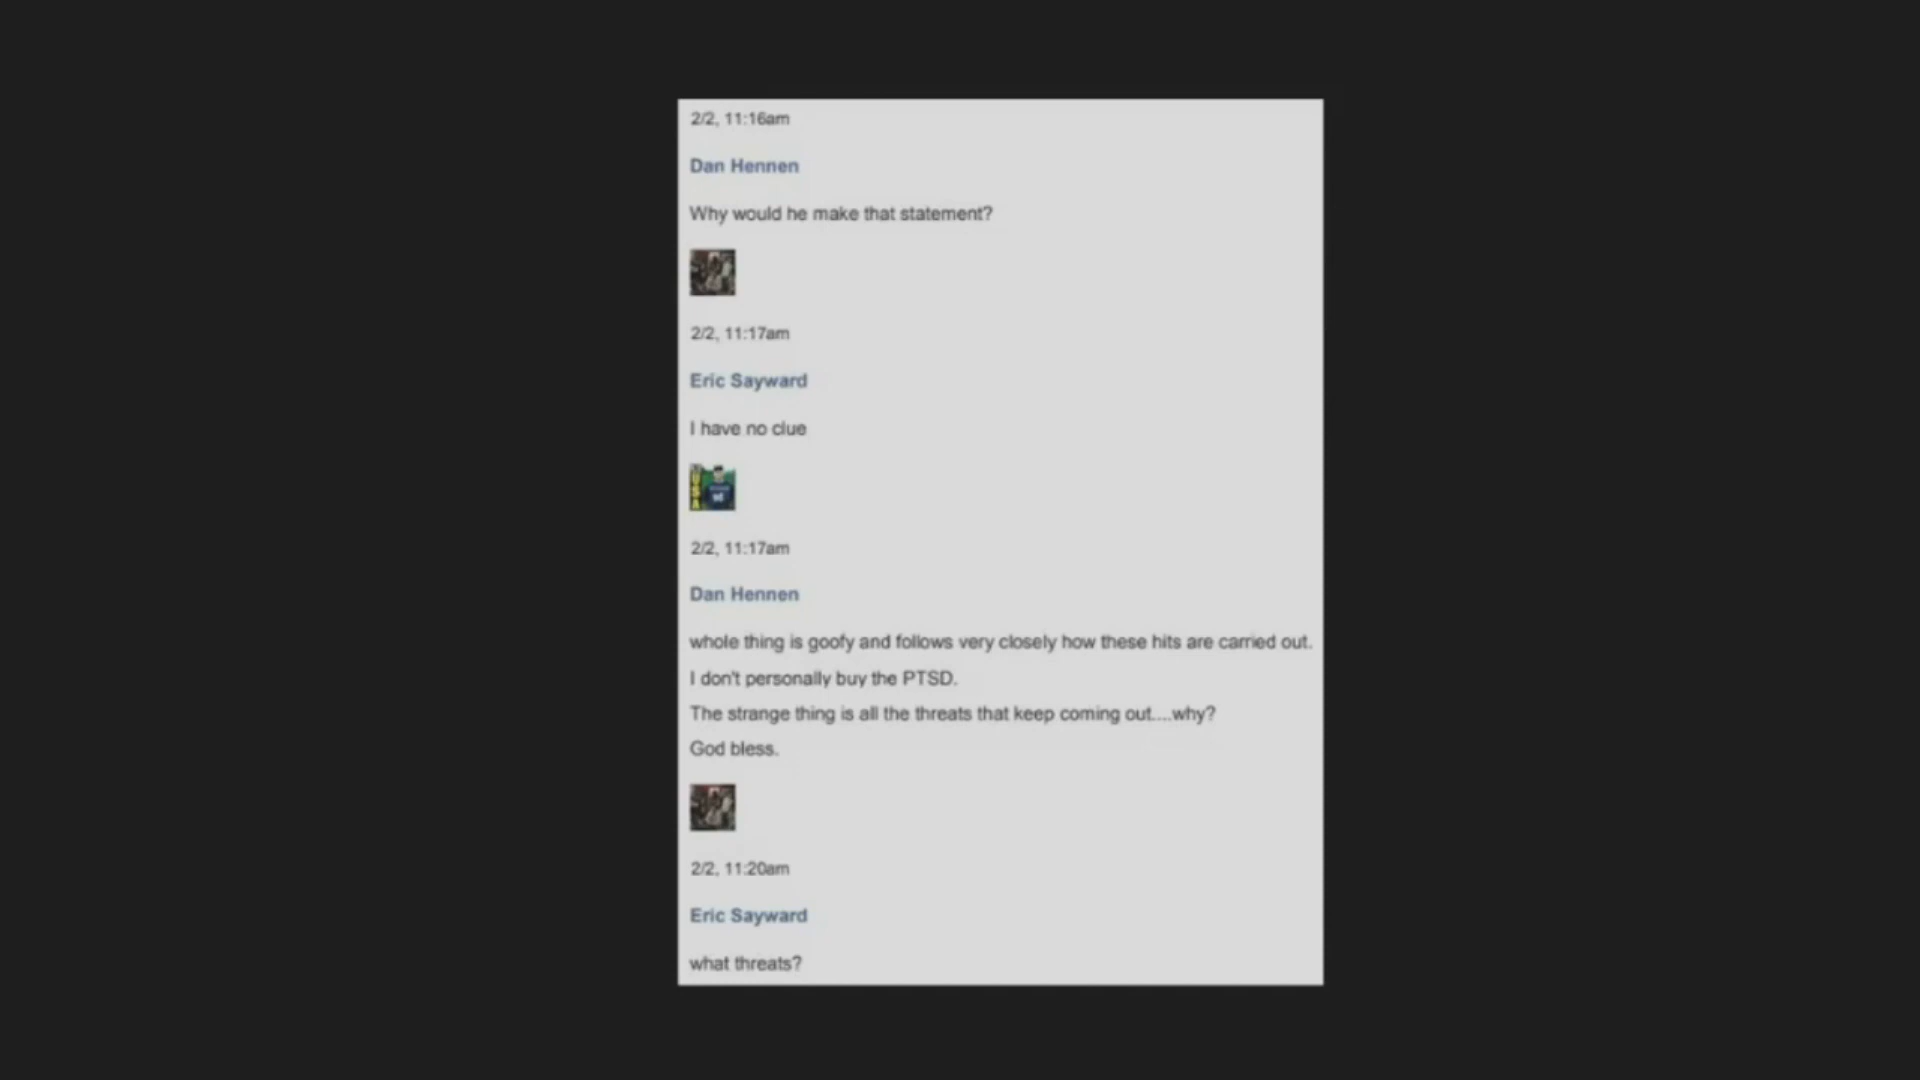 2/2, 11:16am
Dan Hennen
Why would he make that statement?
2/2, 11:17am
Eric Sayward
I have no clue
USA
2/2, 11:17am
Dan Hennen
whole thing is goofy and follows very closely how these hits are carried out.
I don't personally buy the PTSD.
The strange thing is all the threats that keep coming out....why?
God bless.
2/2, 11:20am
Eric Sayward
what threats?